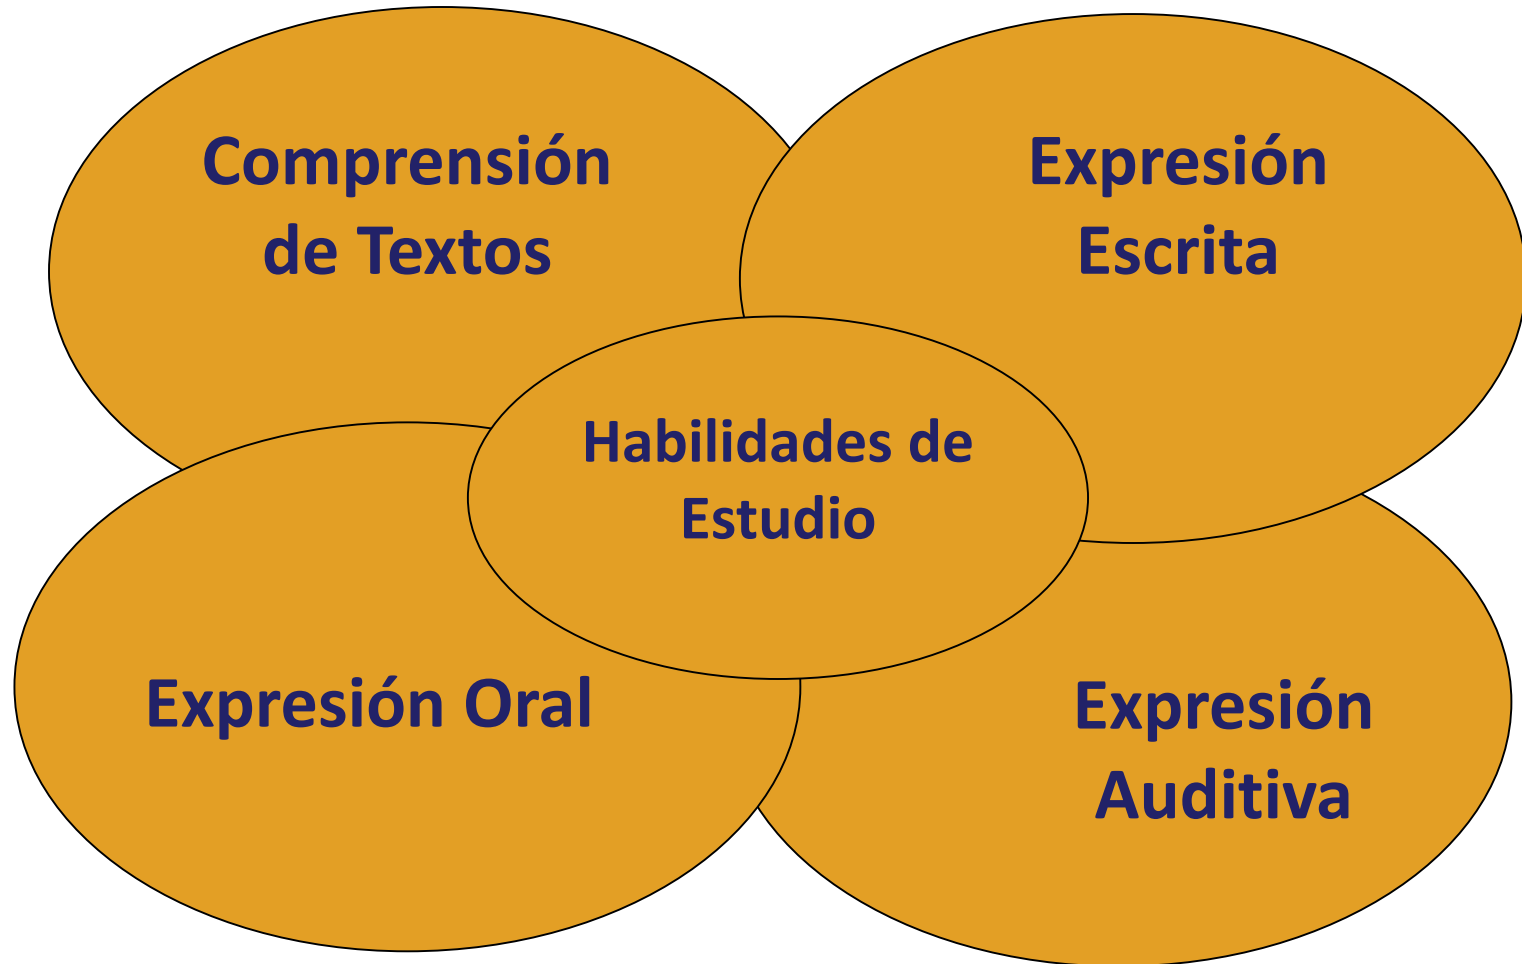 Comprensión
de Textos
Expresión
Escrita
Habilidades de
Estudio
Expresión Oral
Expresión
Auditiva